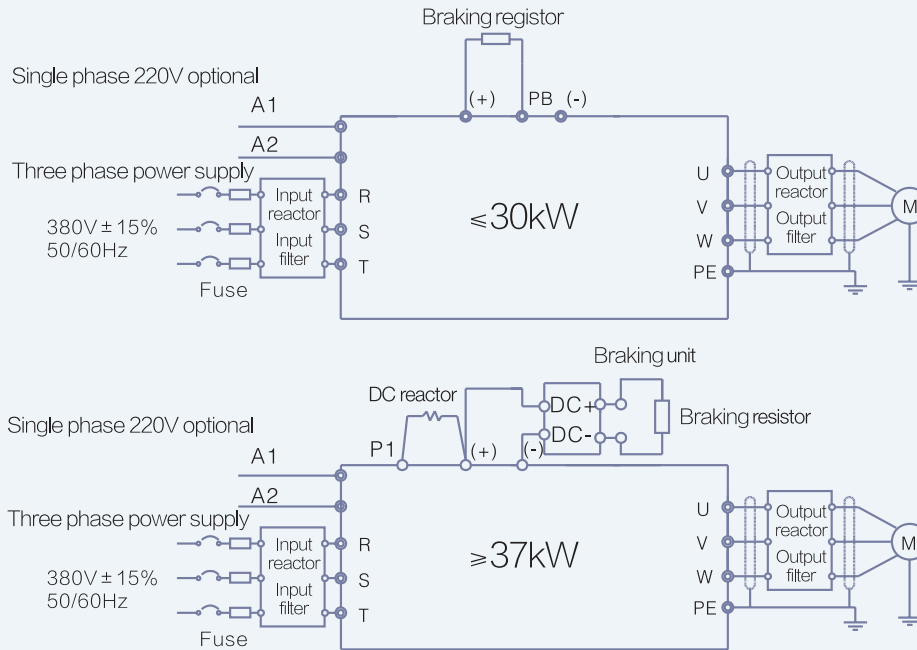 Braking registor
Single phase 220V optional
(+) PB (-)
A1
A2
Three phase power supply
380V ± 15%
50/60Hz
Fuse
Input
reactor
Input
filter
R
S
T
≤30kW
U
V
W
PE
Output
reactor
Output
filter
M
Braking unit
DC reactor
DC+
DC-
Braking resistor
Single phase 220V optional
P1 (+) (-)
A1
A2
Three phase power supply
380V ± 15%
50/60Hz
Fuse
Input
reactor
Input
filter
R
S
T
≥37kW
U
V
W
PE
Output
reactor
Output
filter
M